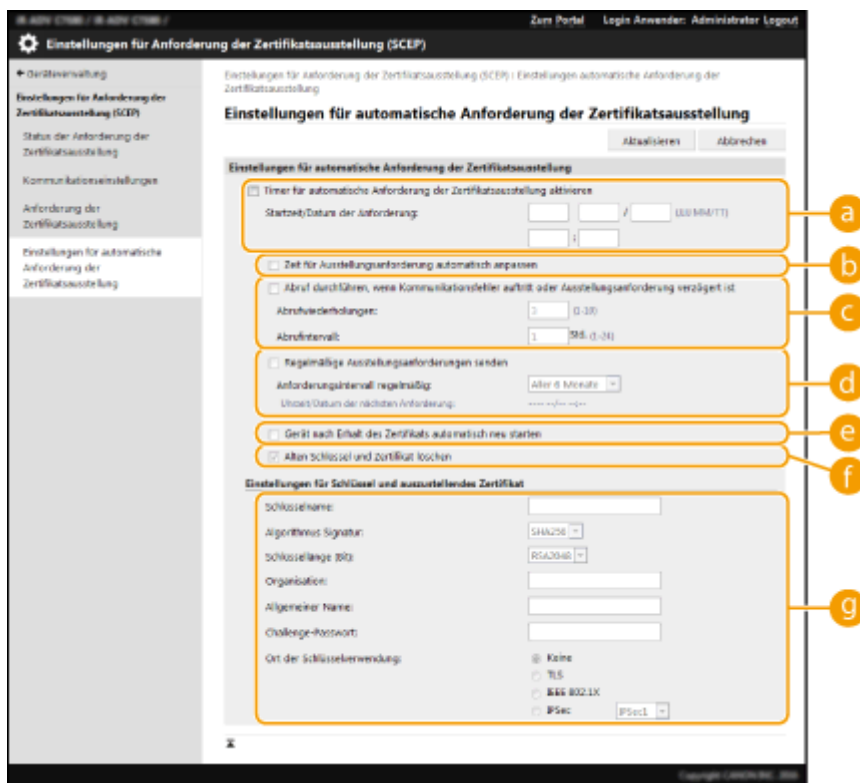 Zum Portal Login Anwender: Administrator Logout
Einstellungen für Anforderung der Zertifikatsausstellung (SCEP)
Geräteverwaltung
Einstellungen für Anforderung der
Zertifikatsausstellung (SCEP)
Status der Anforderung der
Zertifikatsausstellung
Kommunikationseinstellungen
Anforderung der
Zertifikatsausstellung
Einstellungen für automatische
Anforderung der
Zertifikatsausstellung
Einstellungen für Anforderung der Zertifikatsausstellung (SCEP) | Einstellungen automatische Anforderung der
Zertifikatsausstellung
Einstellungen für automatische Anforderung der Zertifikatsausstellung
Aktualisieren Abbrechen
Einstellungen für automatische Anforderung der Zertifikatsausstellung
Timer für automatische Anforderung der Zertifikatsausstellung aktivieren
Startzeit/Datum der Anforderung: / (JJJJ MM/TT)
:
a
Zeit für Ausstellungsanforderung automatisch anpassen
b
Abruf durchführen, wenn Kommunikationsfehler auftritt oder Ausstellungsanforderung verzögert ist
Abrufwiederholungen: 3 (1-10)
Abrufintervall: 1 Std. (1-24)
c
Regelmäßige Ausstellungsanforderungen senden
Anforderungsintervall regelmäßig: Aller 6 Monate
Uhrzeit/Datum der nächsten Anforderung: ---- --/-- --:--
d
Gerät nach Erhalt des Zertifikats automatisch neu starten
e
Alten Schlüssel und Zertifikat löschen
f
Einstellungen für Schlüssel und auszustellendes Zertifikat
Schlüsselname:
Algorithmus Signatur: SHA256
Schlüssellänge (Bit): RSA2048
Organisation:
Allgemeiner Name:
Challenge-Passwort:
Ort der Schlüsselverwendung: Keine
TLS
IEEE 802.1X
IPSec IPSec1
g
Copyright CANON INC.